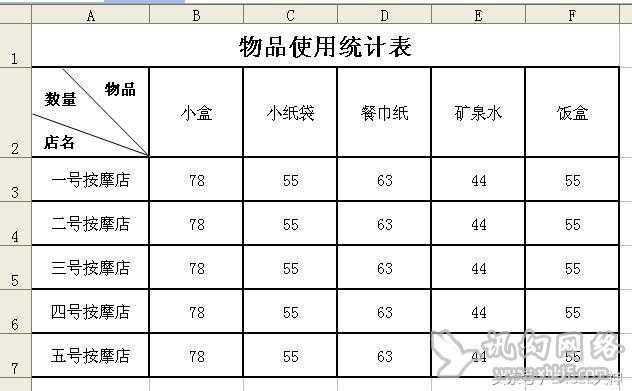 A B C D E F
1 物品使用统计表
2 数量 物品 店名 小盒 小纸袋 餐巾纸 矿泉水 饭盒
3 一号按摩店 78 55 63 44 55
4 二号按摩店 78 55 63 44 55
5 三号按摩店 78 55 63 44 55
6 四号按摩店 78 55 63 44 55
7 五号按摩店 78 55 63 44 55
讯幻网络